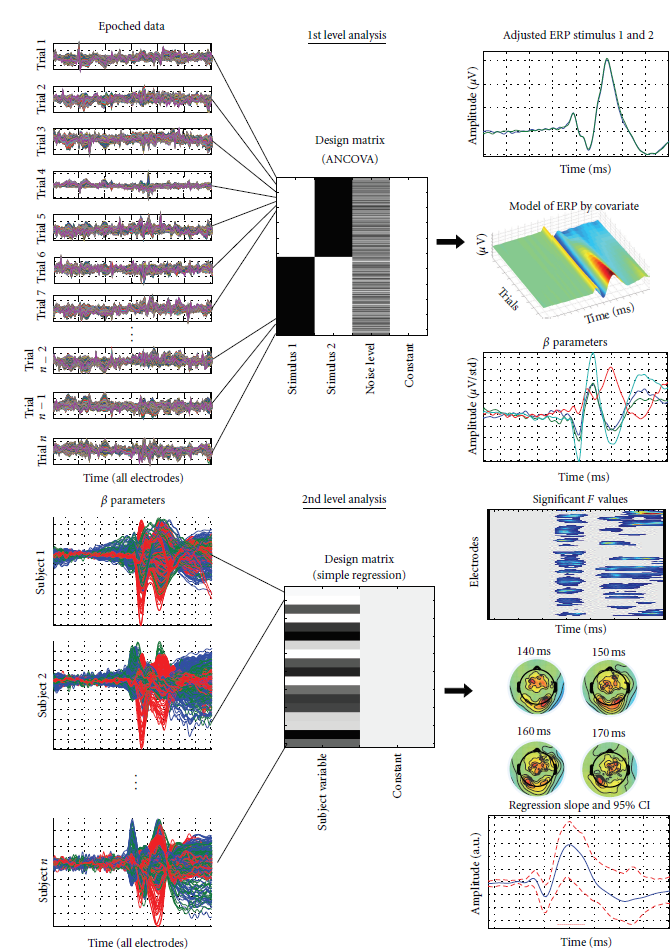 Epoched data
1st level analysis
Adjusted ERP stimulus 1 and 2
Trial 1
Trial 2
Trial 3
Trial 4
Trial 5
Trial 6
Trial 7
⋮
Trial
n − 2
Trial
n − 1
Trial n
Time (all electrodes)
Design matrix
(ANCOVA)
Stimulus 1
Stimulus 2
Noise level
Constant
Amplitude (μV)
Time (ms)
Model of ERP by covariate
(μV)
Trials
Time (ms)
β parameters
Amplitude (μV/std)
Time (ms)
β parameters
2nd level analysis
Significant F values
Subject 1
Subject 2
⋮
Subject n
Time (all electrodes)
Design matrix
(simple regression)
Subject variable
Constant
Electrodes
Time (ms)
140 ms
150 ms
160 ms
170 ms
Regression slope and 95% CI
Amplitude (a.u.)
Time (ms)